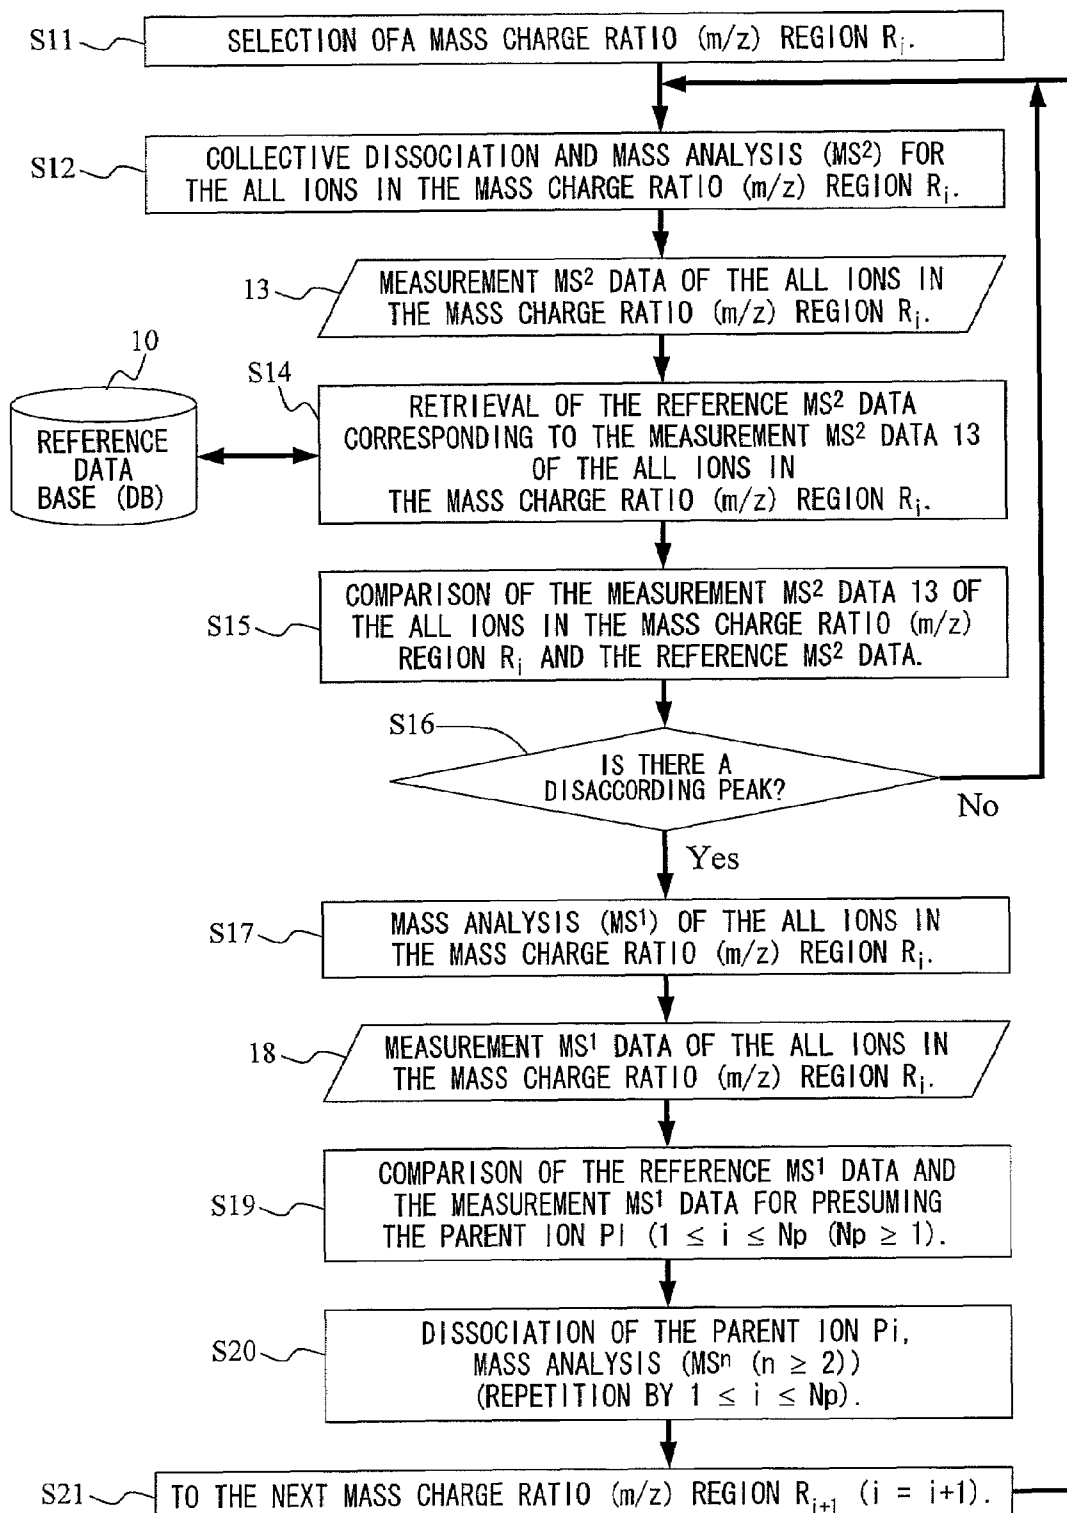 S11
SELECTION OFA MASS CHARGE RATIO (m/z) REGION Ri.
S12
COLLECTIVE DISSOCIATION AND MASS ANALYSIS (MS²) FOR
THE ALL IONS IN THE MASS CHARGE RATIO (m/z) REGION Ri.
13
MEASUREMENT MS² DATA OF THE ALL IONS IN
THE MASS CHARGE RATIO (m/z) REGION Ri.
10
REFERENCE
DATA
BASE (DB)
S14
RETRIEVAL OF THE REFERENCE MS² DATA
CORRESPONDING TO THE MEASUREMENT MS² DATA 13
OF THE ALL IONS IN
THE MASS CHARGE RATIO (m/z) REGION Ri.
S15
COMPARISON OF THE MEASUREMENT MS² DATA 13 OF
THE ALL IONS IN THE MASS CHARGE RATIO (m/z)
REGION Ri AND THE REFERENCE MS² DATA.
S16
IS THERE A
DISACCORDING PEAK?
No
Yes
S17
MASS ANALYSIS (MS¹) OF THE ALL IONS IN
THE MASS CHARGE RATIO (m/z) REGION Ri.
18
MEASUREMENT MS¹ DATA OF THE ALL IONS IN
THE MASS CHARGE RATIO (m/z) REGION Ri.
S19
COMPARISON OF THE REFERENCE MS¹ DATA AND
THE MEASUREMENT MS¹ DATA FOR PRESUMING
THE PARENT ION Pi (1 ≤ i ≤ Np (Np ≥ 1).
S20
DISSOCIATION OF THE PARENT ION Pi,
MASS ANALYSIS (MSⁿ (n ≥ 2))
(REPETITION BY 1 ≤ i ≤ Np).
S21
TO THE NEXT MASS CHARGE RATIO (m/z) REGION Ri+1 (i = i+1).